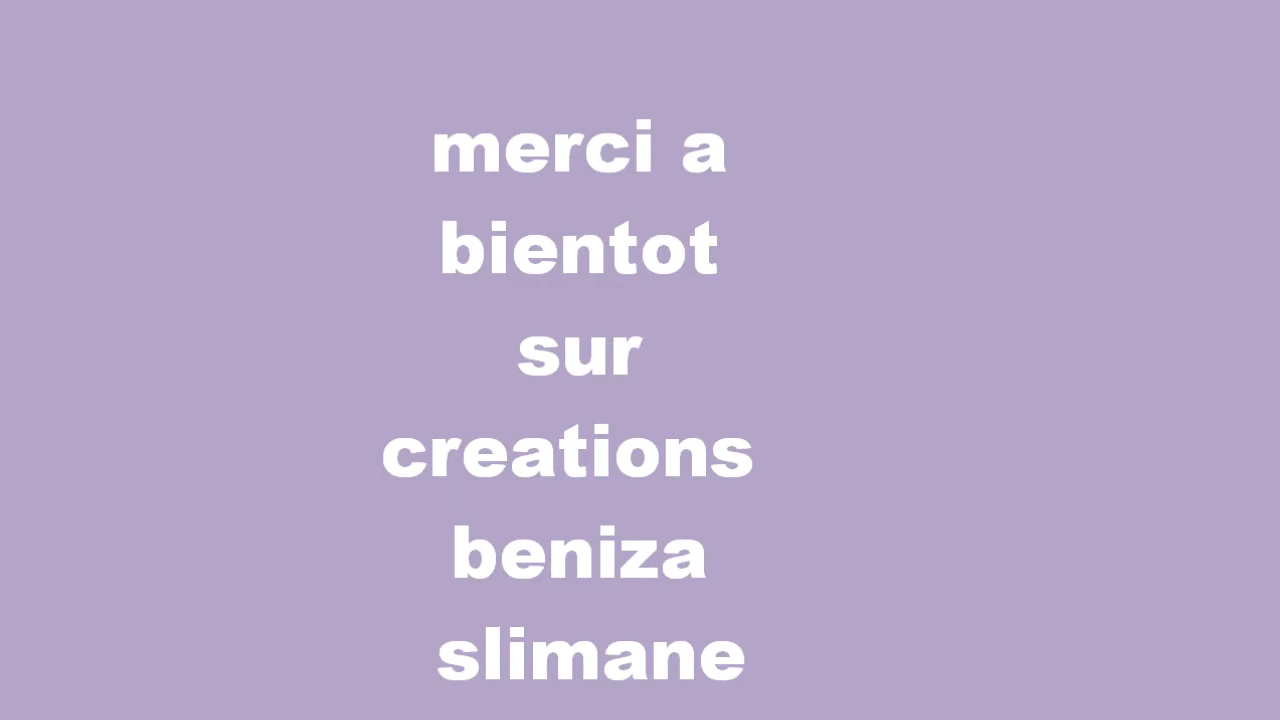 merci a
bientot
sur
creations
beniza
slimane